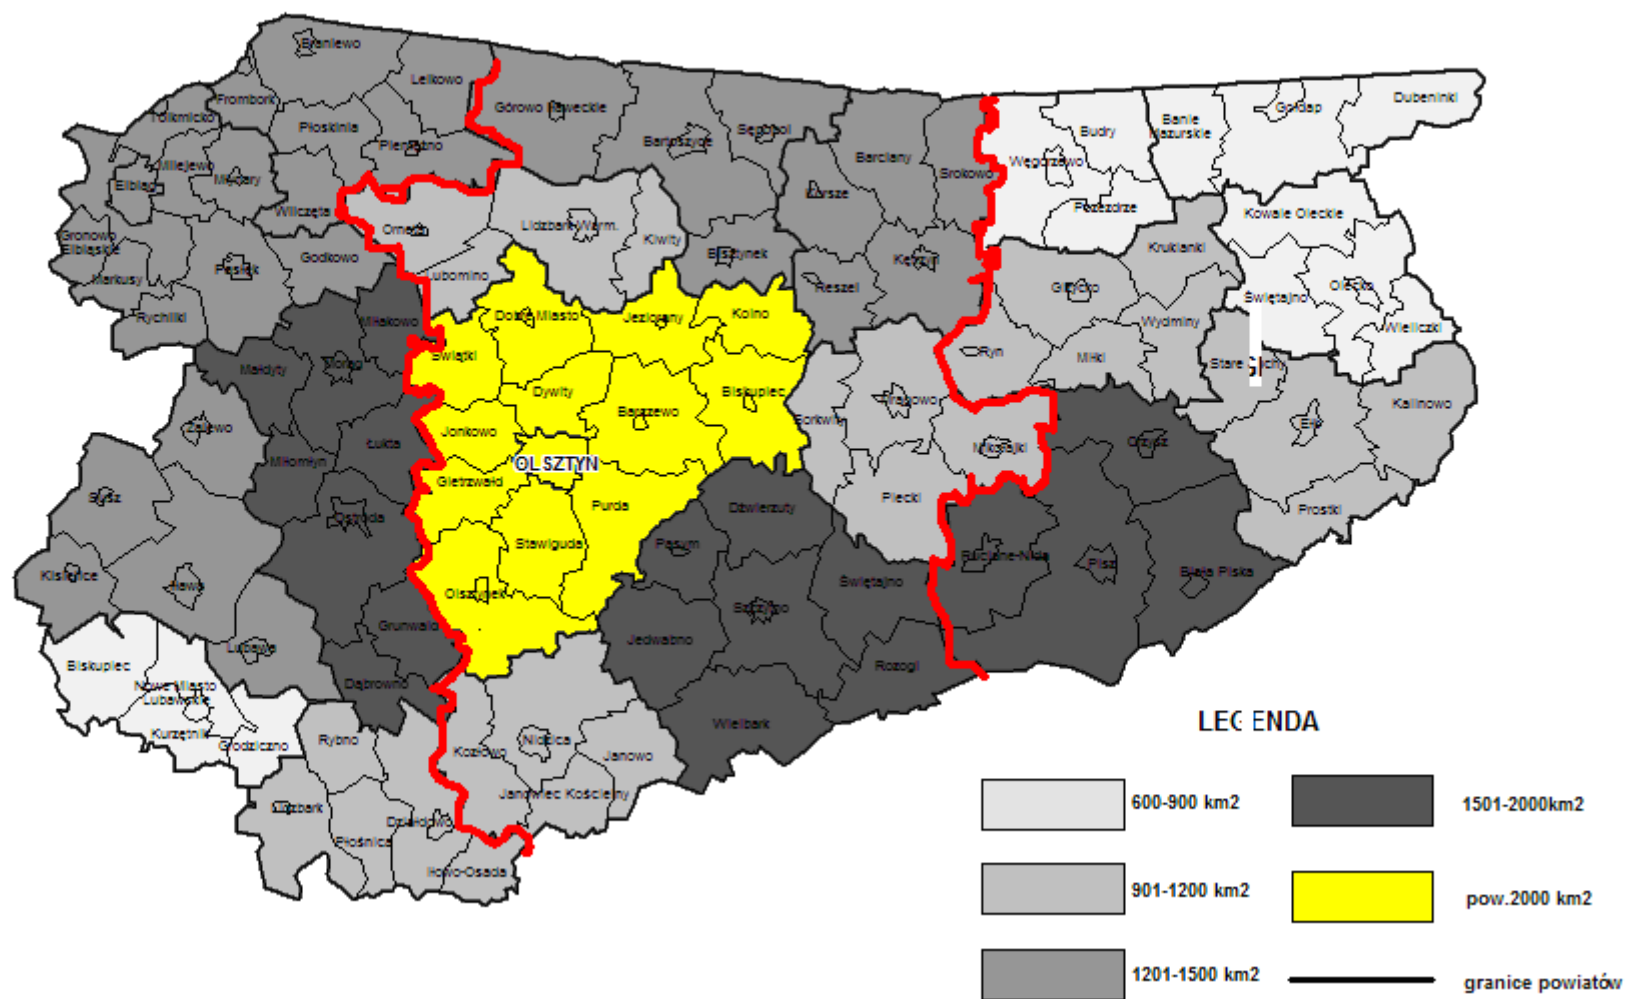 Braniewo
Lelkowo
Frombork
Tolkmicko
Płoskinia
Pieniężno
Górowo Iławeckie
Bartoszyce
Sępopol
Barciany
Srokowo
Korsze
Węgorzewo
Budry
Banie
Mazurskie
Gołdap
Dubeninki
Pozezdrze
Milejewo
Elbląg
Młynary
Wilczęta
Orneta
Lidzbark Warm.
Kiwity
Lubomino
Bisztynek
Reszel
Kętrzyn
Giżycko
Kruklanki
Kowale Oleckie
Gronowo
Elbląskie
Markusy
Pasłęk
Godkowo
Rychliki
Świętajno
Olecko
Wieliczki
Wydminy
Miłki
Ryn
Stare
Juchy
Małdyty
Morąg
Miłakowo
Świątki
Dobre Miasto
Jeziorany
Kolno
Dywity
Barczewo
Biskupiec
Jonkowo
OLSZTYN
Gietrzwałd
Purda
Stawiguda
Olsztynek
Sorkwity
Mrągowo
Mikołajki
Piecki
Orzysz
Ełk
Kalinowo
Prostki
Zalewo
Łukta
Miłomłyn
Susz
Ostróda
Kisielice
Iława
Lubawa
Grunwald
Dąbrówno
Dźwierzuty
Pasym
Szczytno
Świętajno
Jedwabno
Rozogi
Wielbark
Ruciane-Nida
Pisz
Biała Piska
Biskupiec
Nowe Miasto
Lubawskie
Kurzętnik
Grodziczno
Rybno
Lidzbark
Płośnica
Działdowo
Iłowo-Osada
Kozłowo
Nidzica
Janowo
Janowiec Kościelny
LEGENDA
600-900 km2
1501-2000km2
901-1200 km2
pow.2000 km2
1201-1500 km2
granice powiatów